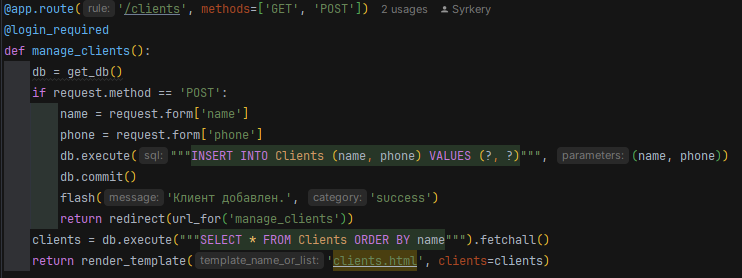 @app.route( rule: '/clients', methods=['GET', 'POST']) 2 usages Syrkery
@login_required
def manage_clients():
    db = get_db()
    if request.method == 'POST':
        name = request.form['name']
        phone = request.form['phone']
        db.execute( sql: """INSERT INTO Clients (name, phone) VALUES (?, ?)""", parameters: (name, phone))
        db.commit()
        flash( message: 'Клиент добавлен.', category: 'success')
        return redirect(url_for('manage_clients'))
    clients = db.execute("""SELECT * FROM Clients ORDER BY name""").fetchall()
    return render_template( template_name_or_list: 'clients.html', clients=clients)